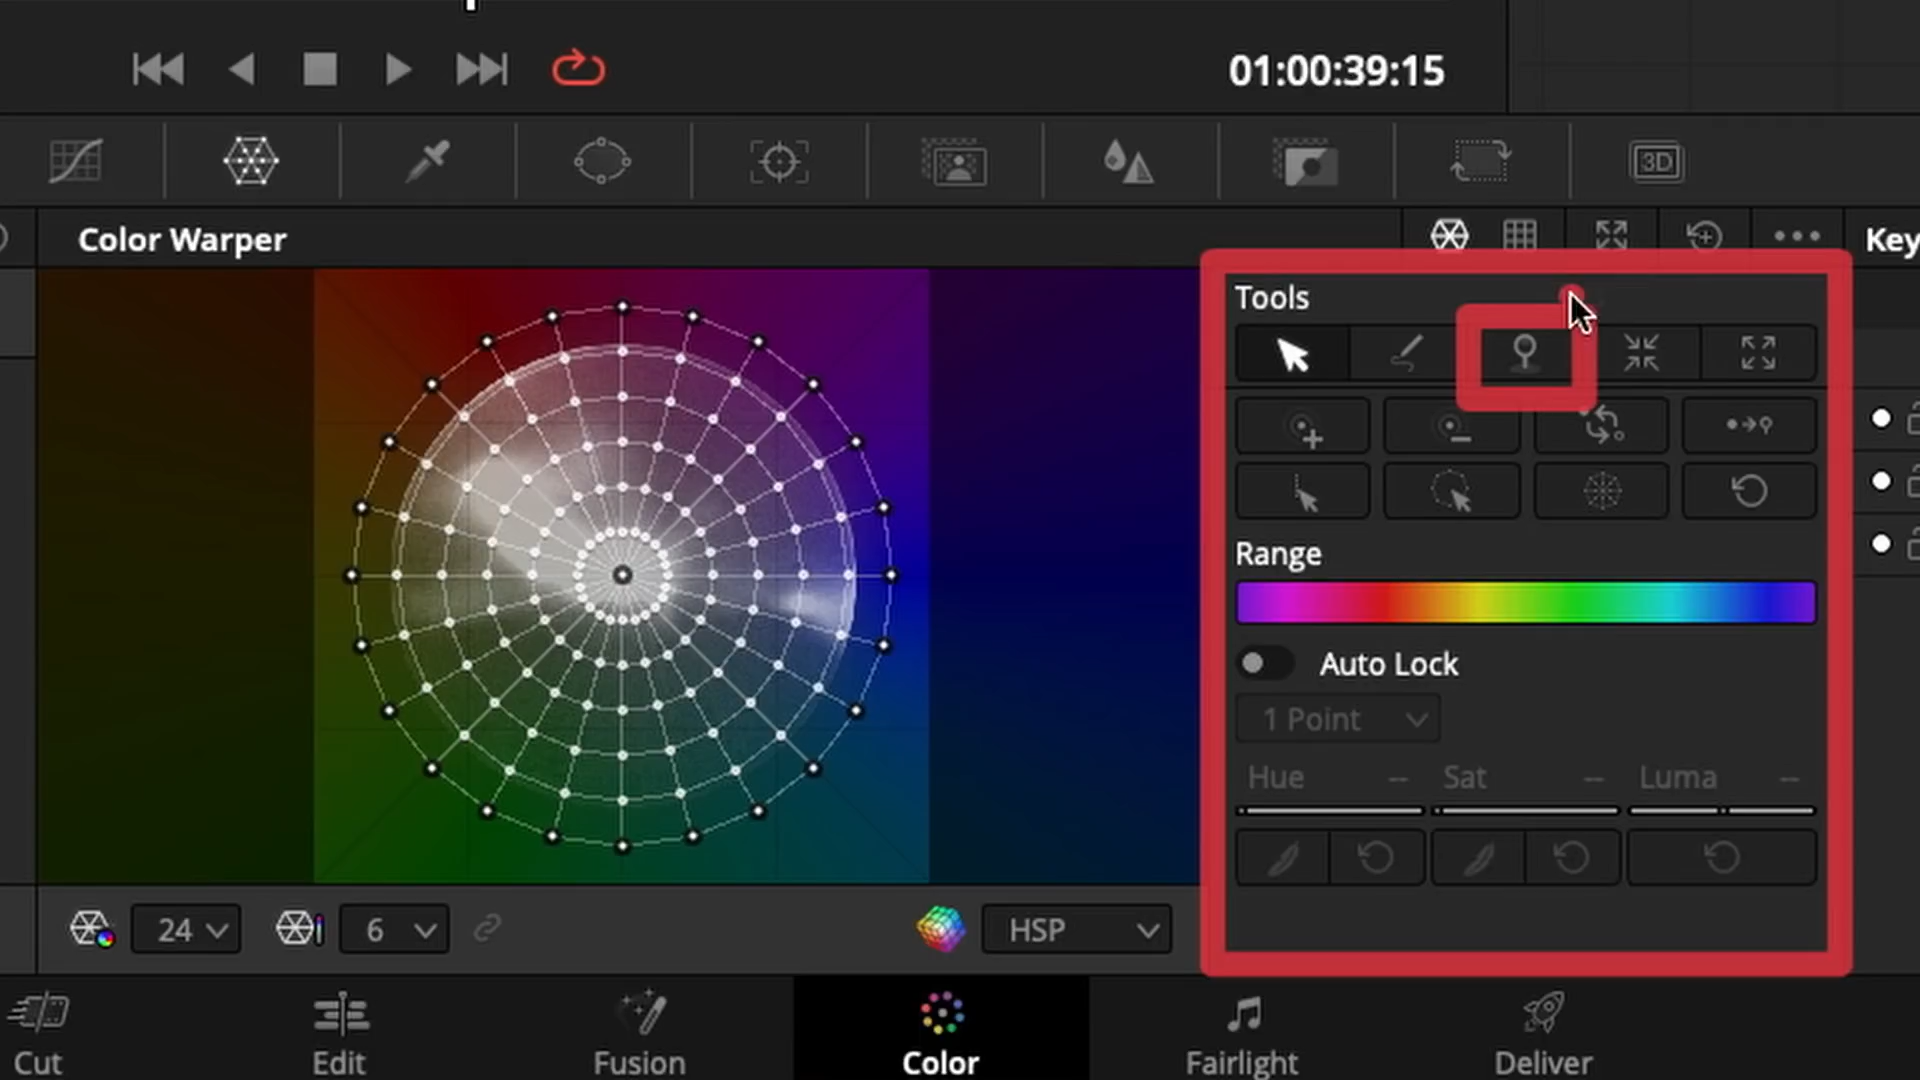 01:00:39:15
3D
Color Warper
Key
Tools
Range
Auto Lock
1 Point
Hue -- Sat -- Luma --
24 6 HSP
Cut Edit Fusion Color Fairlight Deliver